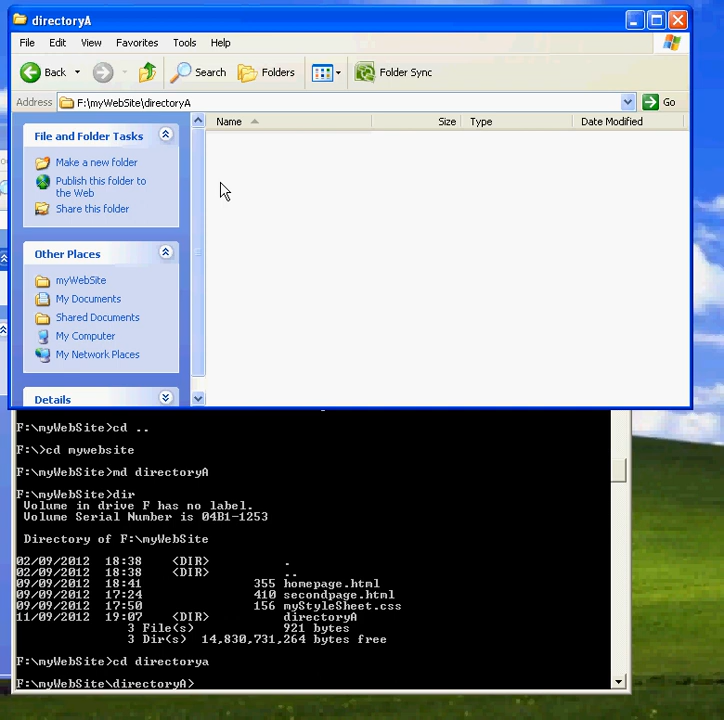 directoryA
File Edit View Favorites Tools Help
Back Search Folders Folder Sync
Address F:\myWebSite\directoryA Go
Name Size Type Date Modified
File and Folder Tasks
Make a new folder
Publish this folder to
the Web
Share this folder
Other Places
myWebSite
My Documents
Shared Documents
My Computer
My Network Places
Details
F:\myWebSite>cd ..
F:\>cd mywebsite
F:\myWebSite>md directoryA
F:\myWebSite>dir
Volume in drive F has no label.
Volume Serial Number is 04B1-1253
Directory of F:\myWebSite
02/09/2012 18:38 <DIR> .
02/09/2012 18:38 <DIR> ..
09/09/2012 18:41 355 homepage.html
09/09/2012 17:24 410 secondpage.html
09/09/2012 17:50 156 myStyleSheet.css
11/09/2012 19:07 <DIR> directoryA
3 File(s) 921 bytes
3 Dir(s) 14,830,731,264 bytes free
F:\myWebSite>cd directorya
F:\myWebSite\directoryA>